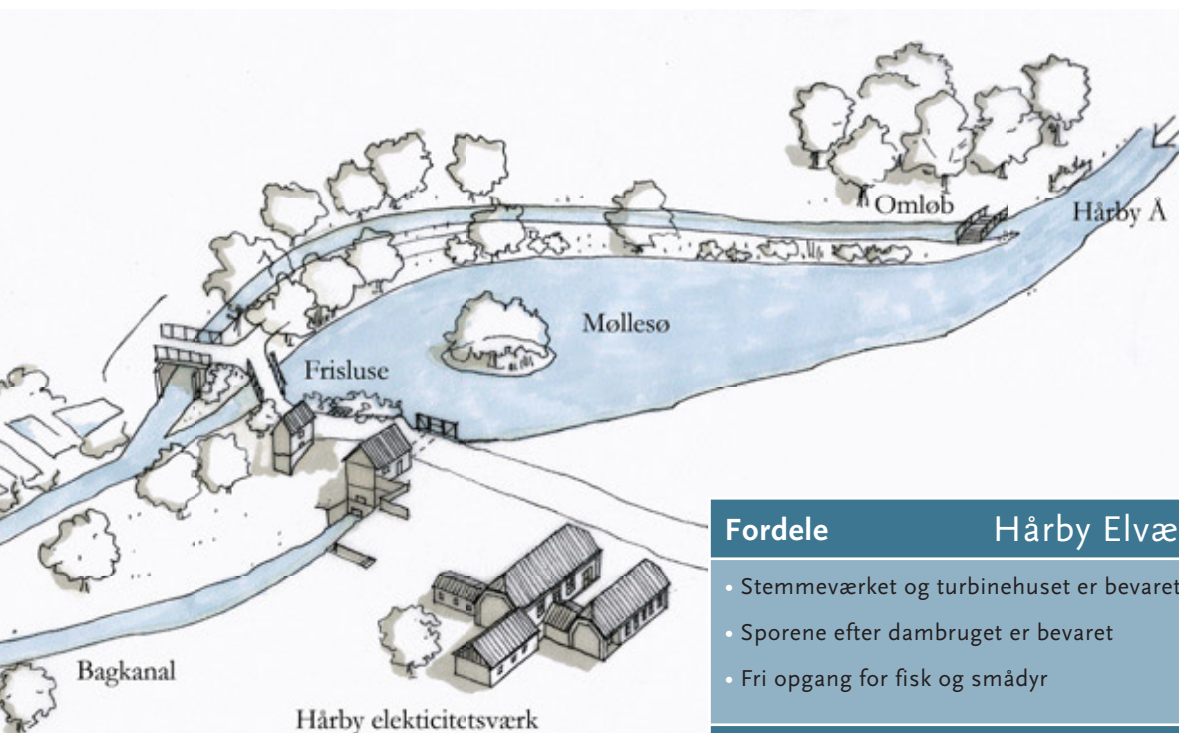 Omløb
Hårby Å
Møllesø
Frisluse
Bagkanal
Hårby elekticitetsværk
Fordele Hårby Elvæ
• Stemmeværket og turbinehuset er bevaret
• Sporene efter dambruget er bevaret
• Fri opgang for fisk og smådyr